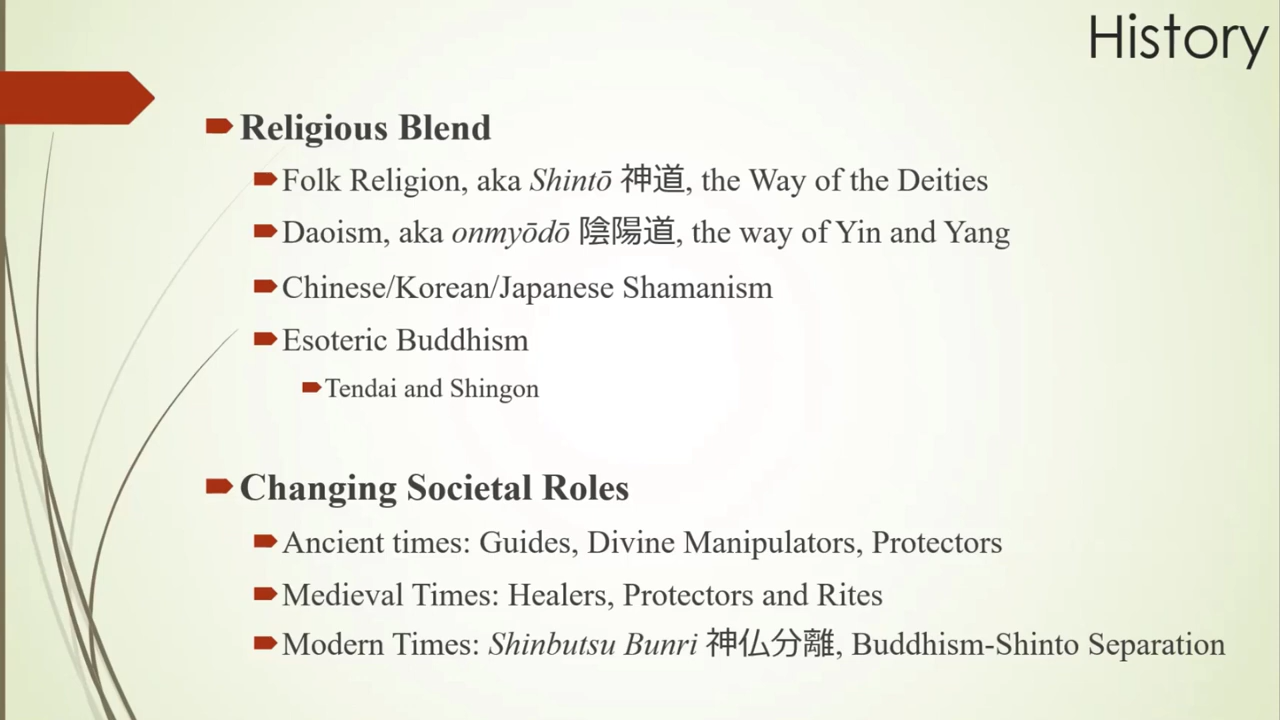 History
Religious Blend
Folk Religion, aka Shintō 神道, the Way of the Deities
Daoism, aka onmyōdō 陰陽道, the way of Yin and Yang
Chinese/Korean/Japanese Shamanism
Esoteric Buddhism
Tendai and Shingon
Changing Societal Roles
Ancient times: Guides, Divine Manipulators, Protectors
Medieval Times: Healers, Protectors and Rites
Modern Times: Shinbutsu Bunri 神仏分離, Buddhism-Shinto Separation